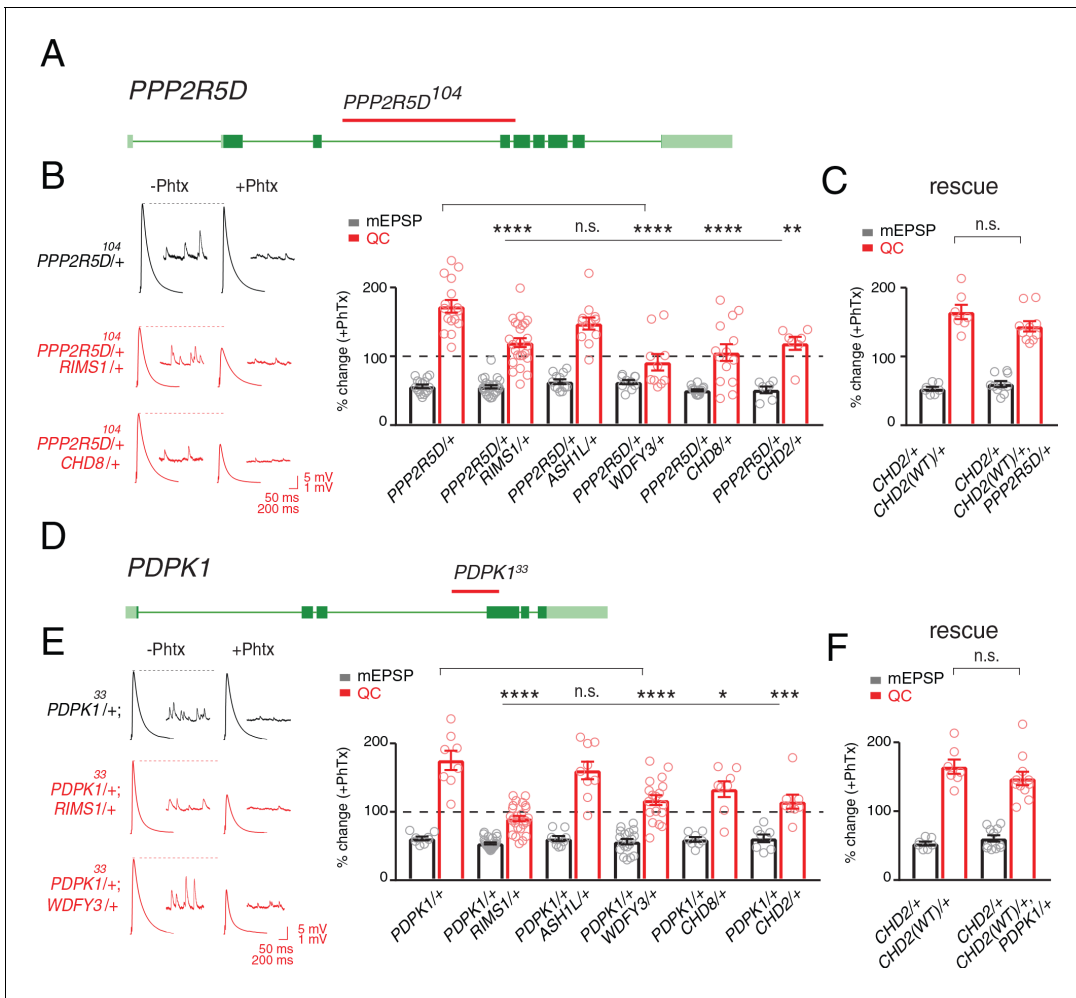 A
PPP2R5D
PPP2R5D104
B
-Phtx
+Phtx
104
PPP2R5D/+
104
PPP2R5D/+
RIMS1/+
104
PPP2R5D/+
CHD8/+
5 mV
1 mV
50 ms
200 ms
mEPSP
QC
****
n.s.
****
****
**
% change (+PhTx)
200
100
0
PPP2R5D/+
PPP2R5D/+
RIMS1/+
PPP2R5D/+
ASH1L/+
PPP2R5D/+
WDFY3/+
PPP2R5D/+
CHD8/+
PPP2R5D/+
CHD2/+
C
rescue
mEPSP
QC
n.s.
% change (+PhTx)
200
100
0
CHD2/+
CHD2(WT)/+
CHD2/+
CHD2(WT)/+,
PPP2R5D/+
D
PDPK1
PDPK133
E
-Phtx
+Phtx
33
PDPK1/+;
33
PDPK1/+;
RIMS1/+
33
PDPK1/+;
WDFY3/+
5 mV
1 mV
50 ms
200 ms
mEPSP
QC
****
n.s.
****
*
***
% change (+PhTx)
200
100
0
PDPK1/+
PDPK1/+
RIMS1/+
PDPK1/+
ASH1L/+
PDPK1/+
WDFY3/+
PDPK1/+
CHD8/+
PDPK1/+
CHD2/+
F
rescue
mEPSP
QC
n.s.
% change (+PhTx)
200
100
0
CHD2/+
CHD2(WT)/+
CHD2/+
CHD2(WT)/+;
PDPK1/+